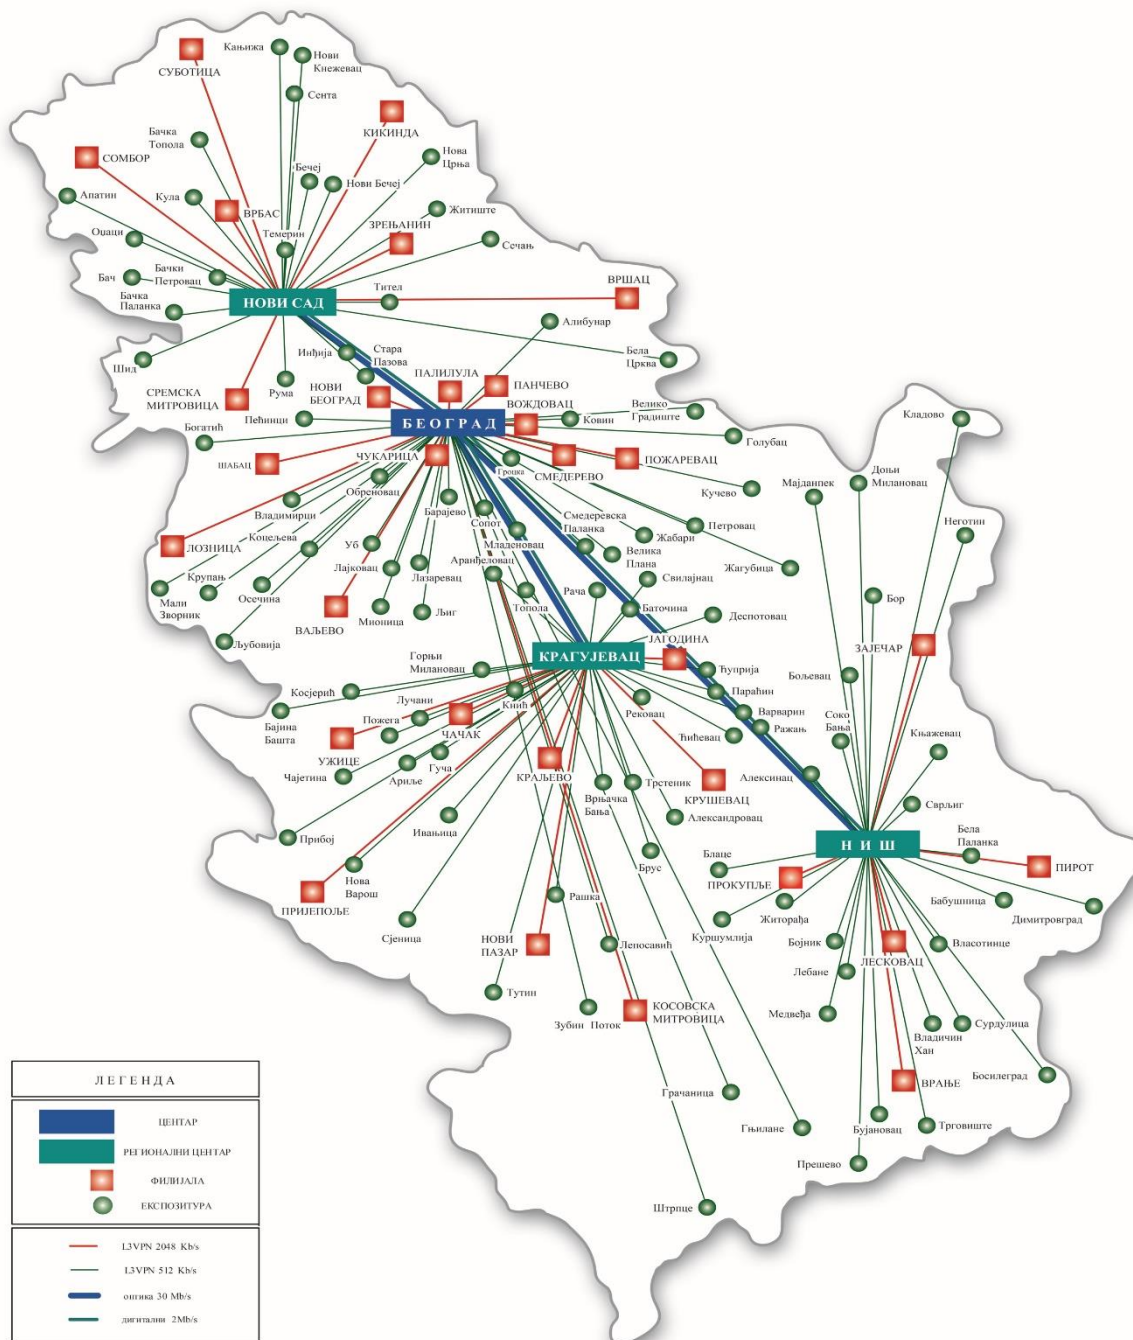 Кањижа
Нови
Кнежевац
СУБОТИЦА
Сента
КИКИНДА
Бачка
Топола
СОМБОР
Нова
Црња
Бечеј
Нови Бечеј
Апатин
Кула
ВРБАС
Житиште
ЗРЕЊАНИН
Темерин
Оџаци
Сечањ
Бач
Бачки
Петровац
ВРШАЦ
Тител
НОВИ САД
Бачка
Паланка
Алибунар
Шид
Инђија
Стара
Пазова
Бела
Црква
ПАЛИЛУЛА
Рума
НОВИ
БЕОГРАД
ПАНЧЕВО
СРЕМСКА
МИТРОВИЦА
ВОЖДОВАЦ
Велико
Градиште
Кладово
Пећинци
БЕОГРАД
Ковин
Богатић
Голубац
ЧУКАРИЦА
ШАБАЦ
Гроцка
СМЕДЕРЕВО
ПОЖАРЕВАЦ
Доњи
Милановац
Обреновац
Кучево
Мајданпек
Владимирци
Барајево
Сопот
Смедеревска
Паланка
Петровац
Неготин
Коцељева
Младеновац
Жабари
ЛОЗНИЦА
Уб
Аранђеловац
Велика
Плана
Жагубица
Лајковац
Лазаревац
Свилајнац
Крупањ
Осечина
Мали
Зворник
Топола
Рача
Бор
ВАЉЕВО
Мионица
Љиг
Баточина
Деспотовац
Љубовија
ЈАГОДИНА
ЗАЈЕЧАР
КРАГУЈЕВАЦ
Горњи
Милановац
Ћуприја
Бољевац
Косјерић
Лучани
Кнић
Рековац
Параћин
Варварин
Бајина
Башта
Пожега
ЧАЧАК
Ћићевац
Ражањ
Соко
Бања
Књажевац
УЖИЦЕ
Гуча
Чајетина
Ариље
КРАЉЕВО
Врњачка
Бања
Трстеник
КРУШЕВАЦ
Алексинац
Александровац
Сврљиг
Ивањица
Прибој
НИШ
Бела
Паланка
Блаце
Брус
Нова
Варош
ПРОКУПЉЕ
ПИРОТ
ПРИЈЕПОЉЕ
Рашка
Житорађа
Бабушница
Димитровград
Сјеница
Куршумлија
НОВИ
ПАЗАР
Лепосавић
Бојник
ЛЕСКОВАЦ
Власотинце
Лебане
Тутин
КОСОВСКА
МИТРОВИЦА
Зубин Поток
Медвеђа
Владичин
Хан
Сурдулица
Босилеград
ВРАЊЕ
Грачаница
Гњилане
Бујановац
Трговиште
Прешево
Штрпце
ЛЕГЕНДА
ЦЕНТАР
РЕГИОНАЛНИ ЦЕНТАР
ФИЛИЈАЛА
ЕКСПОЗИТУРА
L3VPN 2048 Kb/s
L3VPN 512 Kb/s
оптика 30 Mb/s
дигитални 2Mb/s